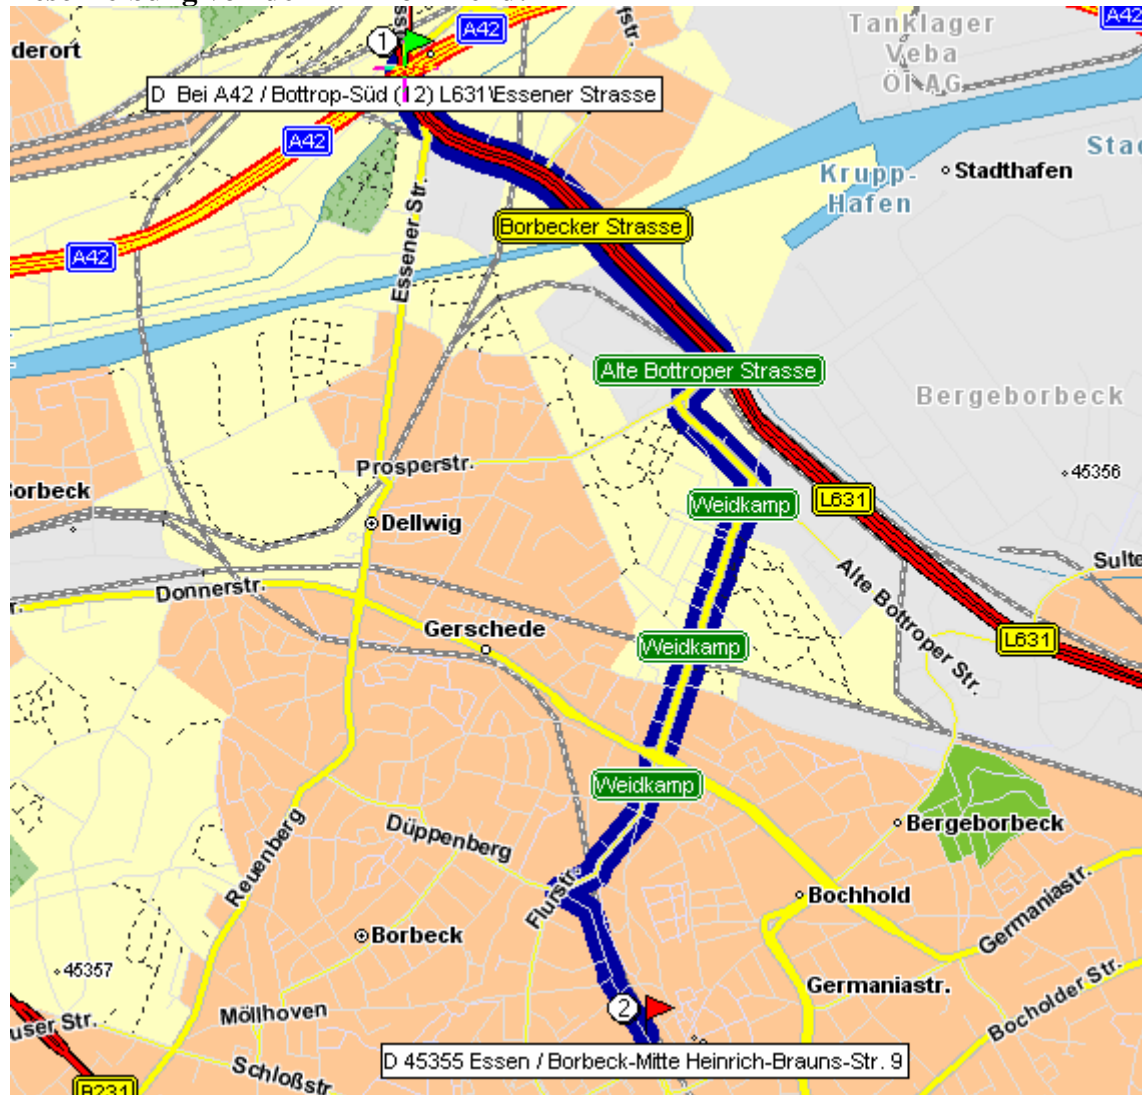 A42
A42
derort
1
Tanklager
Veba
Öl AG
D Bei A42 / Bottrop-Süd (12) L631\Essener Strasse
A42
Krupp-
Hafen
Stadthafen
Borbecker Strasse
Essener Str.
A42
Alte Bottroper Strasse
Bergeborbeck
Prosperstr.
45356
Borbeck
Weidkamp
L631
Dellwig
Donnerstr.
Alte Bottroper Str.
Gerschede
Weidkamp
L631
Weidkamp
Düppenberg
Bergeborbeck
Reuenberg
Flurstr.
Bochhold
Germaniastr.
Borbeck
45357
Germaniastr.
Bocholder Str.
Möllhoven
2
user Str.
D 45355 Essen / Borbeck-Mitte Heinrich-Brauns-Str. 9
Schloßstr
B231